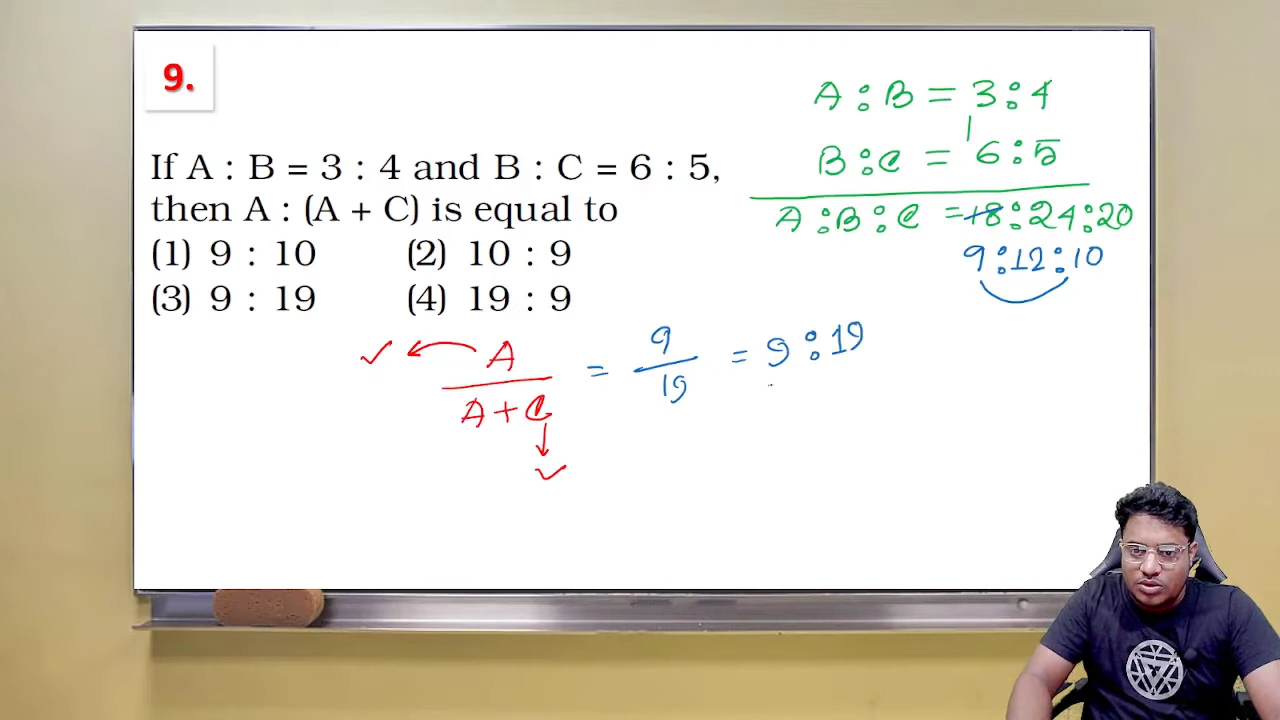 9.
If A : B = 3 : 4 and B : C = 6 : 5,
then A : (A + C) is equal to
(1) 9 : 10 (2) 10 : 9
(3) 9 : 19 (4) 19 : 9
A : B = 3 : 4
B : C = 6 : 5
A : B : C = 18 : 24 : 20
9 : 12 : 10
A / A + C = 9 / 19 = 9 : 19